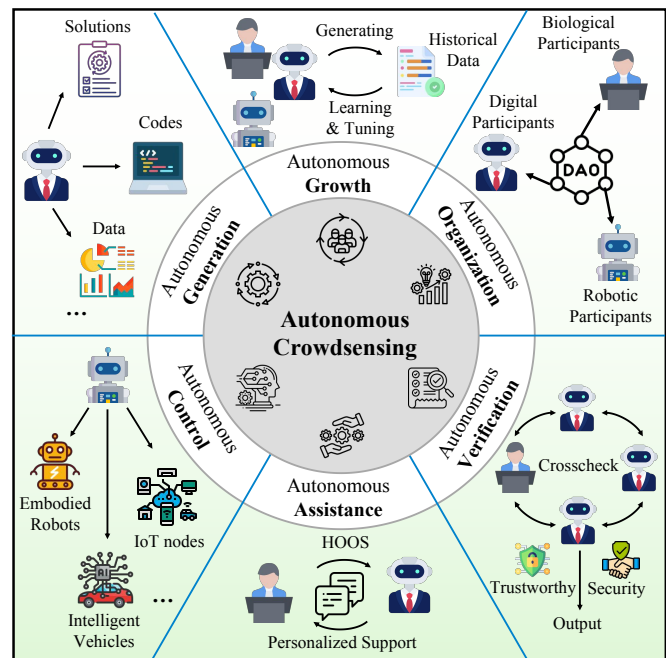 Solutions
Codes
Data
...
Generating
Historical
Data
Learning
& Tuning
Biological
Participants
Digital
Participants
DAO
Robotic
Participants
Autonomous
Growth
Autonomous
Generation
Autonomous
Organization
Autonomous
Crowdsensing
Autonomous
Control
Autonomous
Verification
Autonomous
Assistance
Embodied
Robots
IoT nodes
AI
Intelligent
Vehicles
...
HOOS
Personalized Support
Crosscheck
Trustworthy
Security
Output